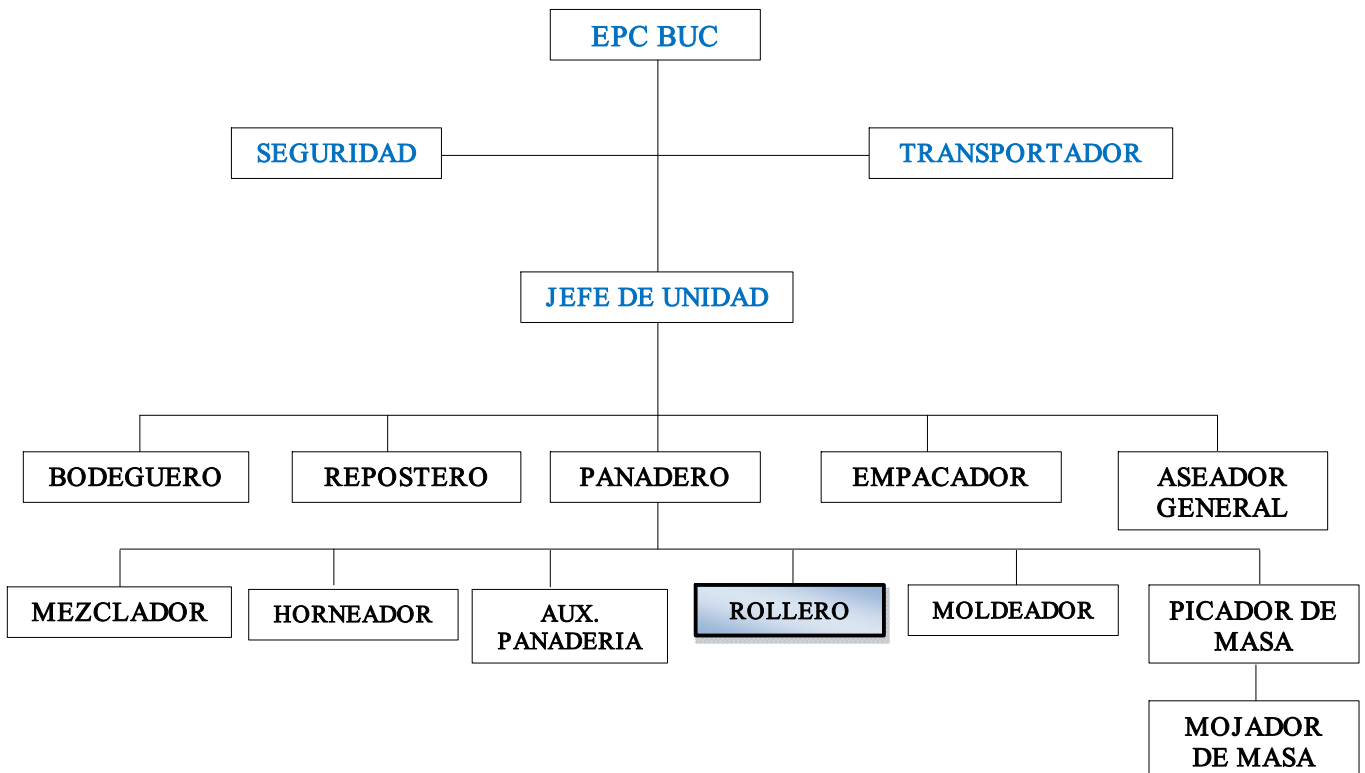 EPC BUC
SEGURIDAD
TRANSPORTADOR
JEFE DE UNIDAD
BODEGUERO
REPOSTERO
PANADERO
EMPACADOR
ASEADOR
GENERAL
MEZCLADOR
HORNEADOR
AUX.
PANADERIA
ROLLERO
MOLDEADOR
PICADOR DE
MASA
MOJADOR
DE MASA